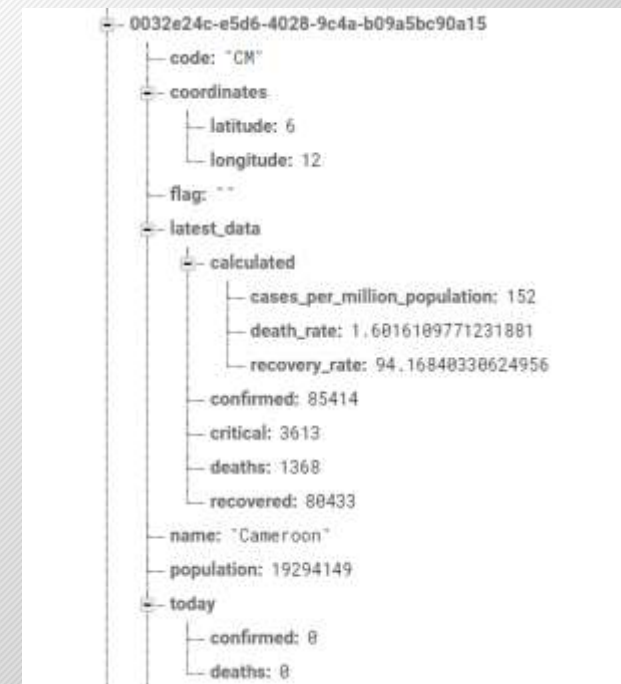 0032e24c-e5d6-4028-9c4a-b09a5bc90a15
code: "CM"
coordinates
latitude: 6
longitude: 12
flag: ""
latest_data
calculated
cases_per_million_population: 152
death_rate: 1.6016109771231881
recovery_rate: 94.16840330624956
confirmed: 85414
critical: 3613
deaths: 1368
recovered: 80433
name: "Cameroon"
population: 19294149
today
confirmed: 0
deaths: 0